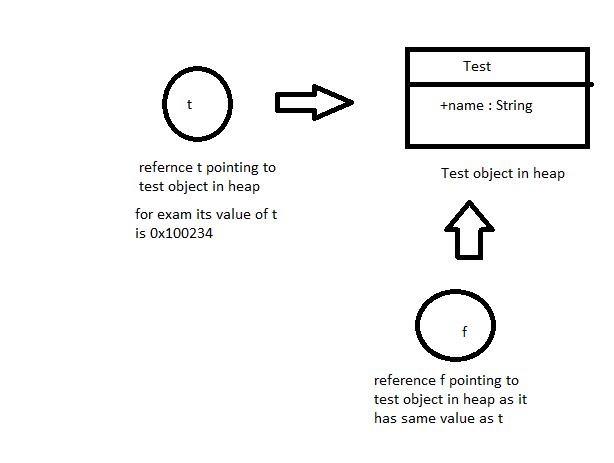 Test
t
+name : String
refernce t pointing to
test object in heap
Test object in heap
for exam its value of t
is 0x100234
f
reference f pointing to
test object in heap as it
has same value as t